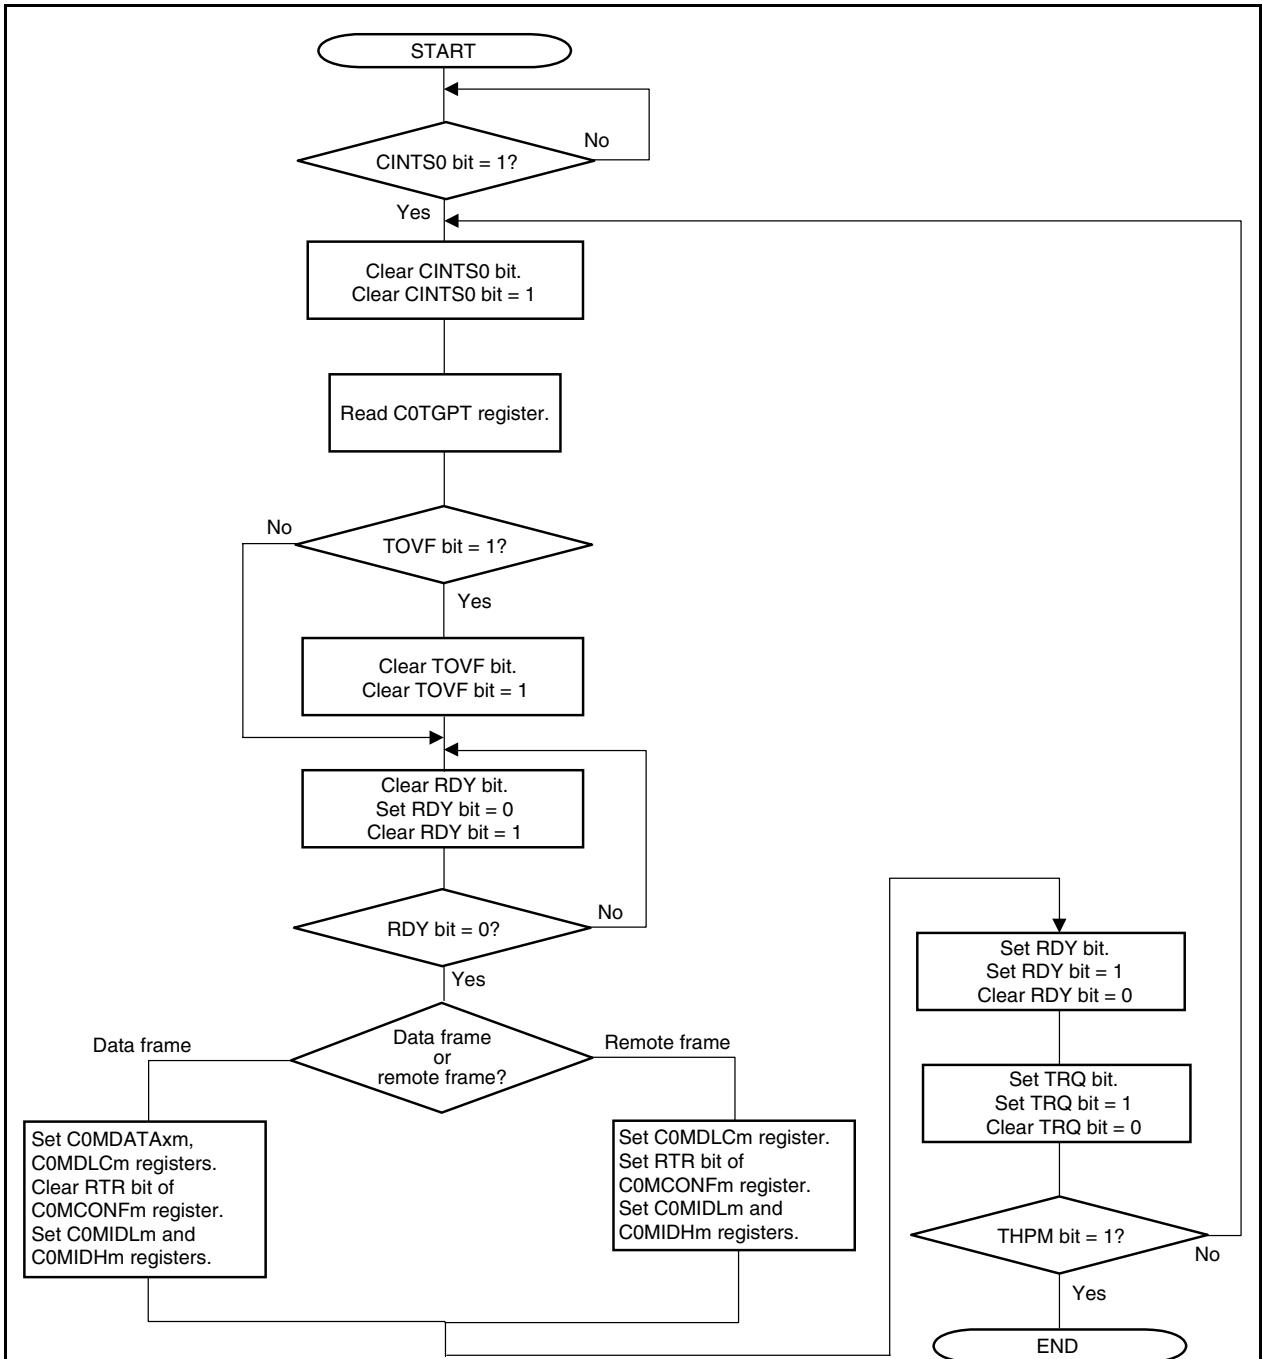 START
No
CINTS0 bit = 1?
Yes
Clear CINTS0 bit.
Clear CINTS0 bit = 1
Read C0TGPT register.
No
TOVF bit = 1?
Yes
Clear TOVF bit.
Clear TOVF bit = 1
Clear RDY bit.
Set RDY bit = 0
Clear RDY bit = 1
No
RDY bit = 0?
Yes
Data frame
Data frame
or
remote frame?
Remote frame
Set C0MDATAxm,
C0MDLCm registers.
Clear RTR bit of
C0MCONFm register.
Set C0MIDLm and
C0MIDHm registers.
Set C0MDLCm register.
Set RTR bit of
C0MCONFm register.
Set C0MIDLm and
C0MIDHm registers.
Set RDY bit.
Set RDY bit = 1
Clear RDY bit = 0
Set TRQ bit.
Set TRQ bit = 1
Clear TRQ bit = 0
THPM bit = 1?
No
Yes
END